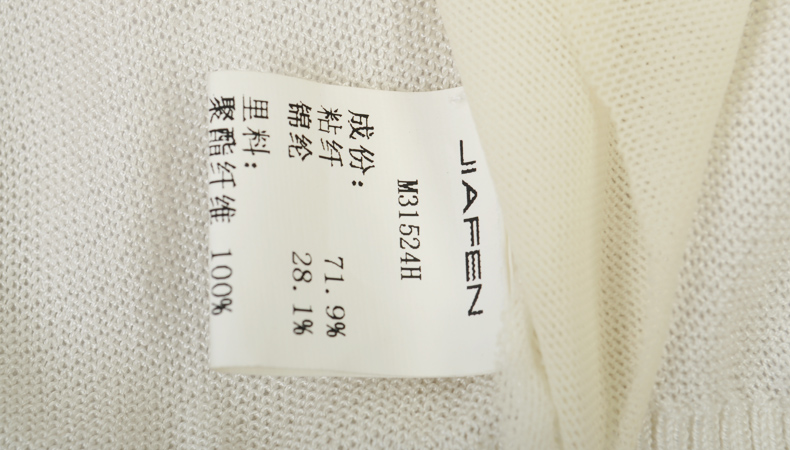 JIAFEN
M31524H
成份：
粘纤 71.9%
锦纶 28.1%
里料：
聚酯纤维 100%